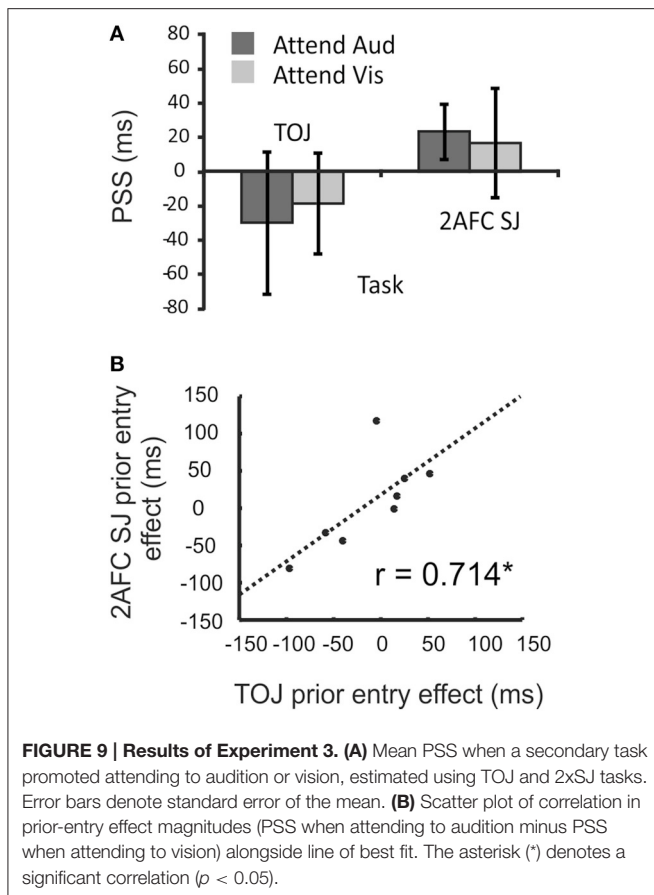 A
80
60
40
20
0
-20
-40
-60
-80
PSS (ms)
Attend Aud
Attend Vis
TOJ
2AFC SJ
Task
B
150
100
50
0
-50
-100
-150
2AFC SJ prior entry
effect (ms)
r = 0.714*
-150 -100 -50 0 50 100 150
TOJ prior entry effect (ms)
FIGURE 9 | Results of Experiment 3. (A) Mean PSS when a secondary task
promoted attending to audition or vision, estimated using TOJ and 2xSJ tasks.
Error bars denote standard error of the mean. (B) Scatter plot of correlation in
prior-entry effect magnitudes (PSS when attending to audition minus PSS
when attending to vision) alongside line of best fit. The asterisk (*) denotes a
significant correlation (p < 0.05).